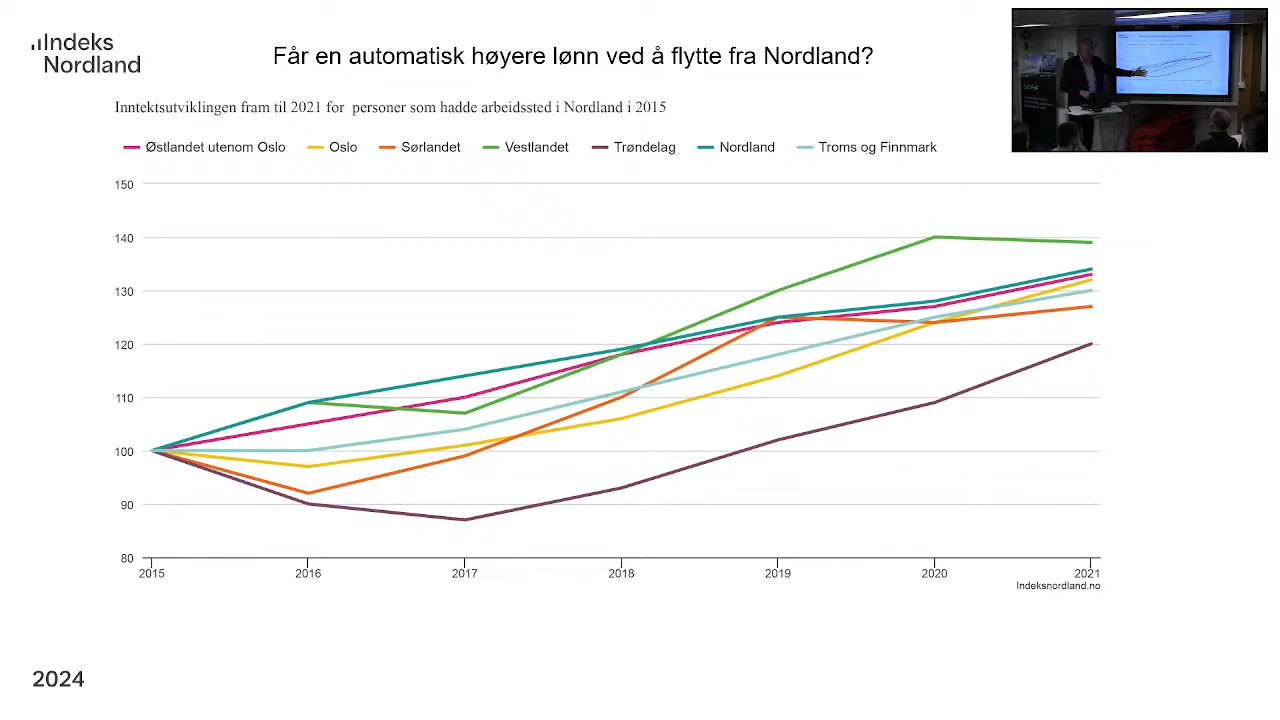 Indeks
Nordland
Får en automatisk høyere lønn ved å flytte fra Nordland?
Inntektsutviklingen fram til 2021 for personer som hadde arbeidssted i Nordland i 2015
Østlandet utenom Oslo Oslo Sørlandet Vestlandet Trøndelag Nordland Troms og Finnmark
150
140
130
120
110
100
90
80
2015 2016 2017 2018 2019 2020 2021
Indeksnordland.no
2024